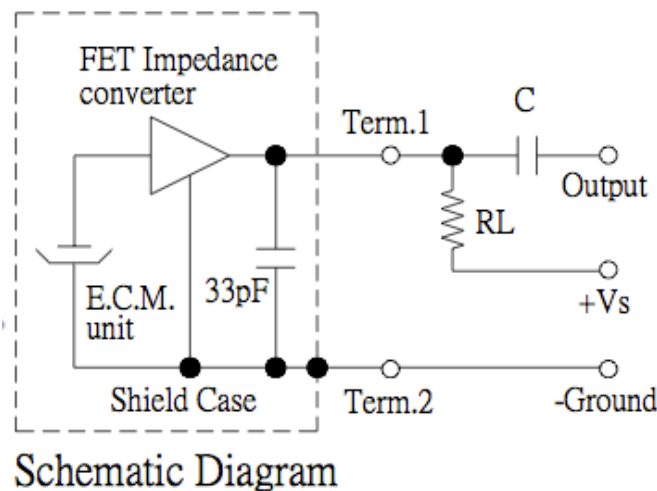 FET Impedance
converter
Term.1
C
Output
RL
+Vs
E.C.M.
unit
33pF
Shield Case
Term.2
-Ground
Schematic Diagram